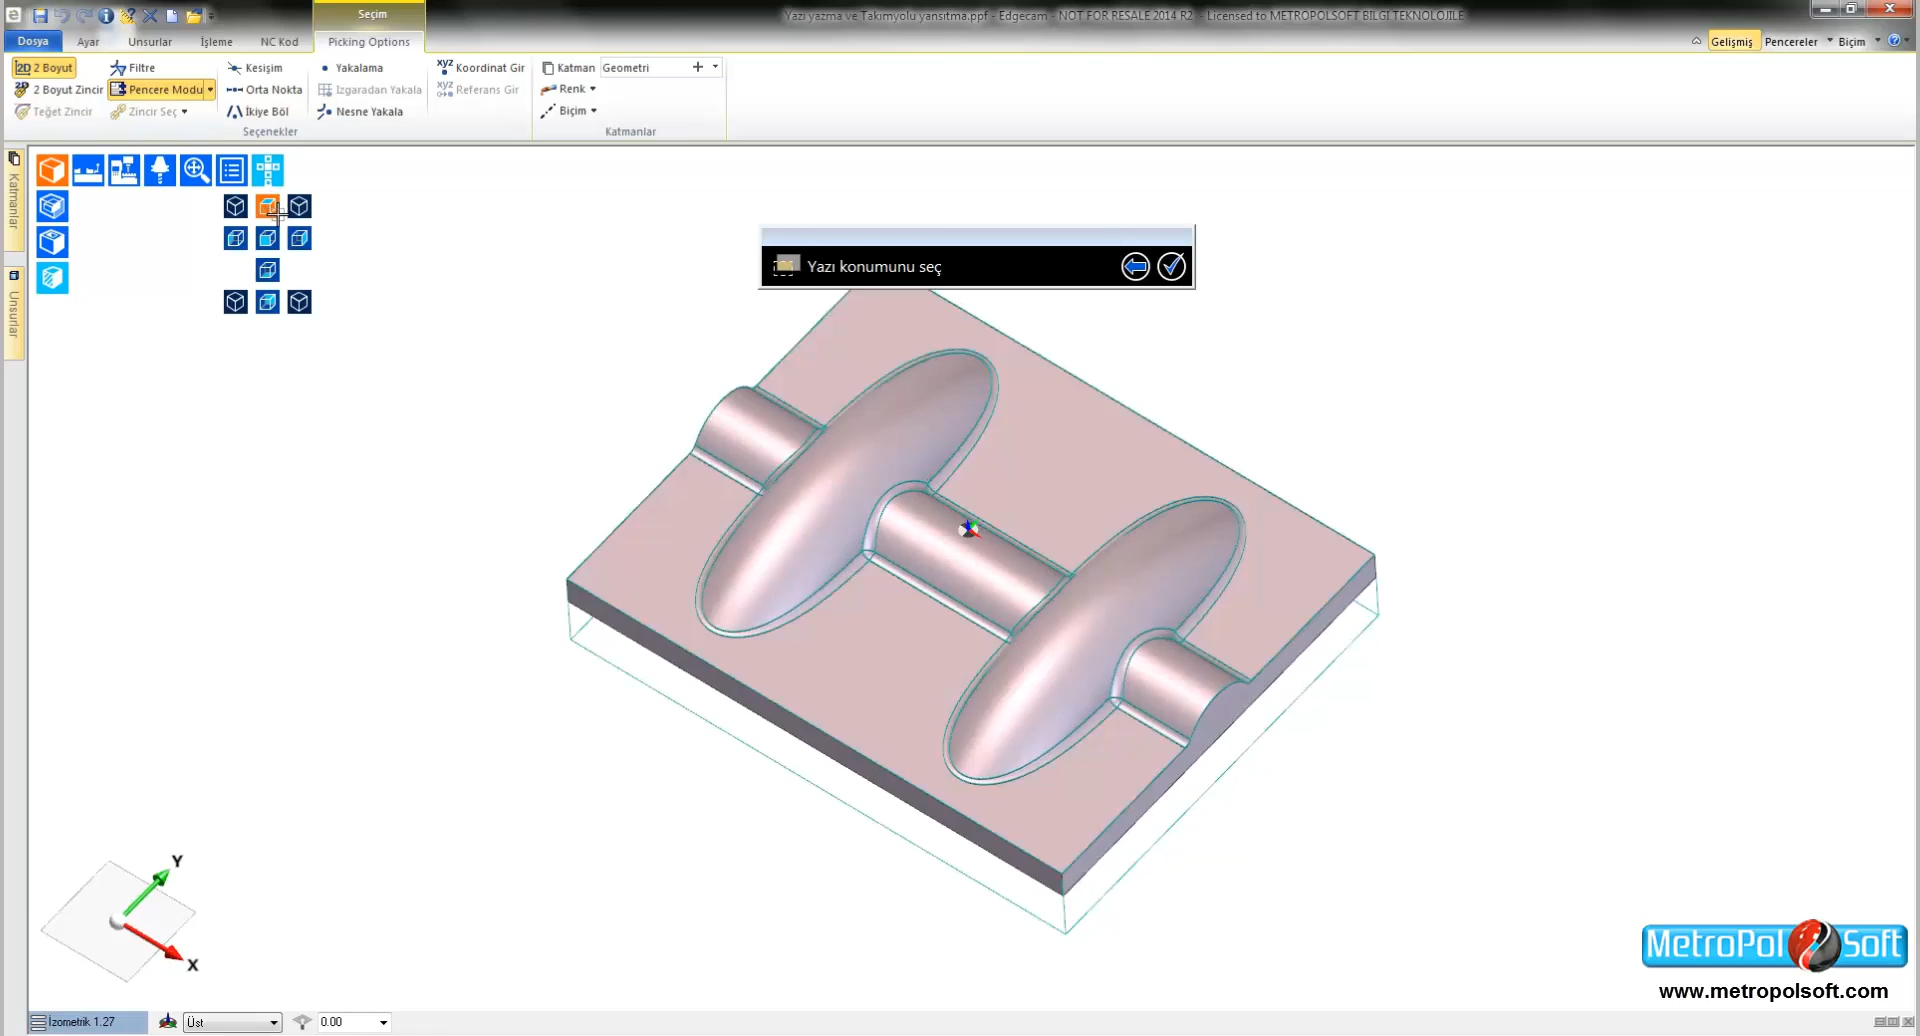 Seçim
Yazı yazma ve Takımyolu yansıtma.ppf - Edgecam - NOT FOR RESALE 2014 R2 - Licensed to METROPOLSOFT BILGI TEKNOLOJILE
Dosya Ayar Unsurlar İşleme NC Kod Picking Options Gelişmiş Pencereler Biçim
2D 2 Boyut Filtre Kesişim Yakalama xyz Koordinat Gir Katman Geometri
2 Boyut Zincir Pencere Modu Orta Nokta Izgaradan Yakala xyz Referans Gir Renk
Teğet Zincir Zincir Seç İkiye Böl Nesne Yakala Biçim
Seçenekler Katmanlar
Katmanlar
Unsurlar
Yazı konumunu seç
Y
X
MetroPol Soft
www.metropolsoft.com
İzometrik 1.27 Üst 0.00